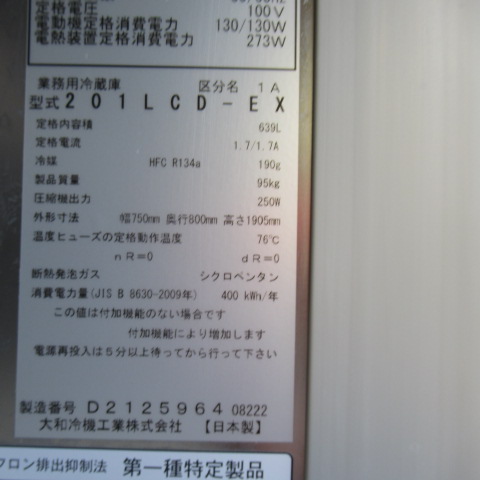 定格電圧 100V
電動機定格消費電力 130/130W
電熱装置定格消費電力 273W
業務用冷蔵庫 区分名 1A
型式 201LCD-EX
定格内容積 639L
定格電流 1.7/1.7A
冷媒 HFC R134a 190g
製品質量 95kg
圧縮機出力 250W
外形寸法 幅750mm 奥行800mm 高さ1905mm
温度ヒューズの定格動作温度 76℃
nR=0 dR=0
断熱発泡ガス シクロペンタン
消費電力量(JIS B 8630-2009年) 400 kWh/年
この値は付加機能のない場合です
付加機能により増加します
電源再投入は5分以上待ってから行って下さい
製造番号 D2125964 08222
大和冷機工業株式会社 【日本製】
フロン排出抑制法 第一種特定製品